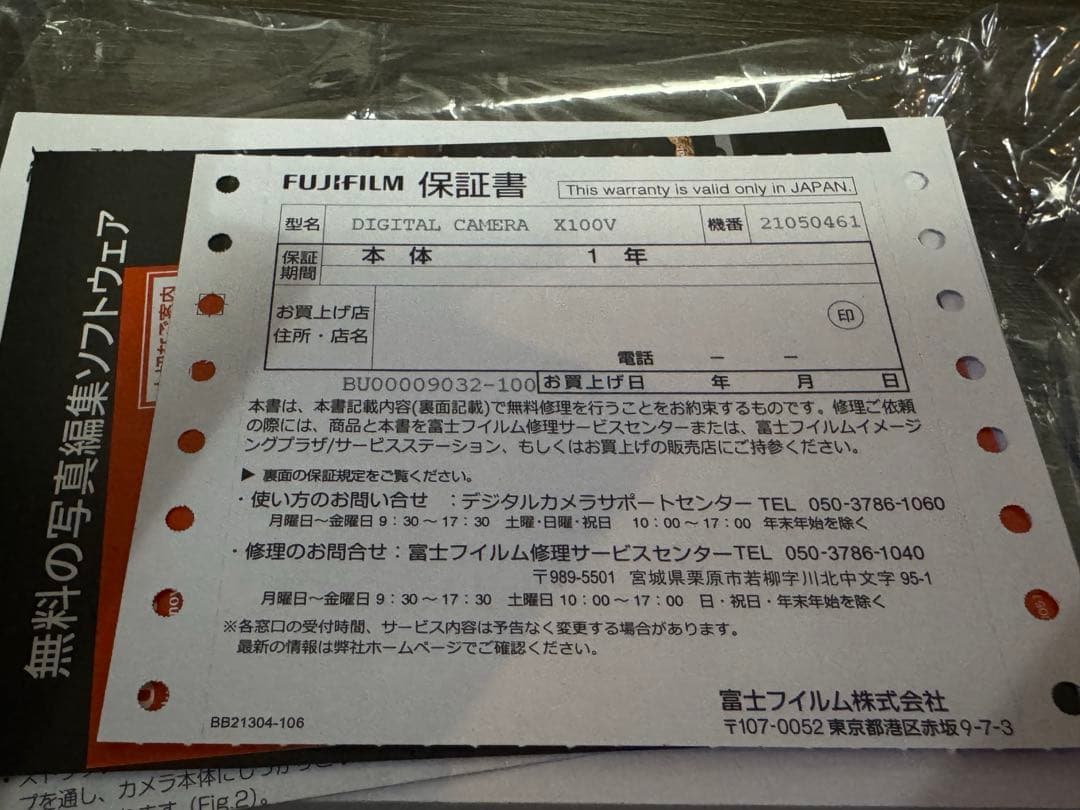 FUJIFILM 保証書 This warranty is valid only in JAPAN.
型名 DIGITAL CAMERA X100V 機番 21050461
保証期間 本体 1年
お買上げ店
住所・店名 印
電話 － －
BU00009032-100 お買上げ日 年 月 日
本書は、本書記載内容(裏面記載)で無料修理を行うことをお約束するものです。修理ご依頼
の際には、商品と本書を富士フイルム修理サービスセンターまたは、富士フイルムイメージ
ングプラザ/サービスステーション、もしくはお買上げの販売店にご持参ください。
▶ 裏面の保証規定をご覧ください。
・使い方のお問い合せ ：デジタルカメラサポートセンター TEL 050-3786-1060
月曜日～金曜日 9：30～17：30 土曜・日曜・祝日 10：00～17：00 年末年始を除く
・修理のお問合せ：富士フイルム修理サービスセンターTEL 050-3786-1040
〒989-5501 宮城県栗原市若柳字川北中文字 95-1
月曜日～金曜日 9：30～17：30 土曜日 10：00～17：00 日・祝日・年末年始を除く
※各窓口の受付時間、サービス内容は予告なく変更する場合があります。
最新の情報は弊社ホームページでご確認ください。
富士フイルム株式会社
BB21304-106 〒107-0052 東京都港区赤坂9-7-3
無料の写真編集ソフトウェア
プを通し、カメラ本体に
(Fig.2)。